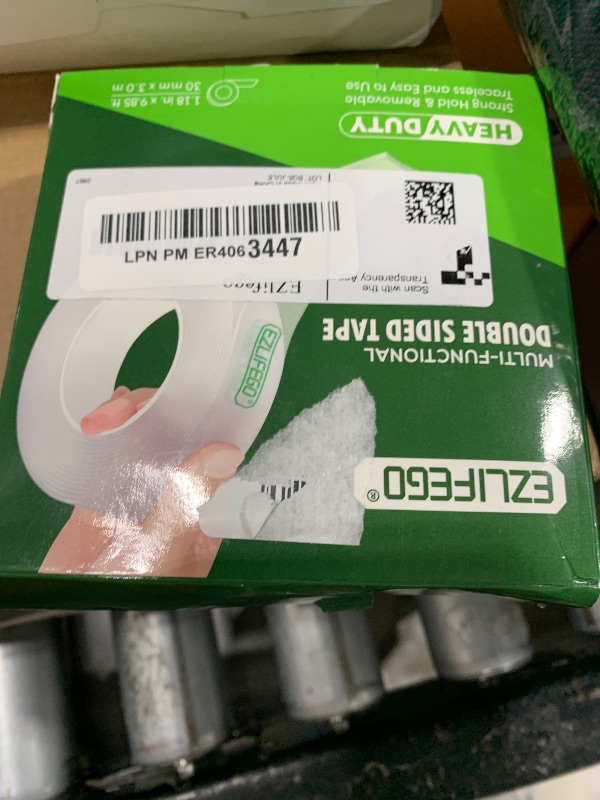 EZLIFEGO®
MULTI-FUNCTIONAL
DOUBLE SIDED TAPE
EZLIFEGO®
HEAVY DUTY
Strong Hold & Removable
Traceless and Easy to Use
1.18 in. x 9.85 ft.
30 mm x 3.0 m
Scan with the
Transparency
EZlifego
LPN PM ER4063447